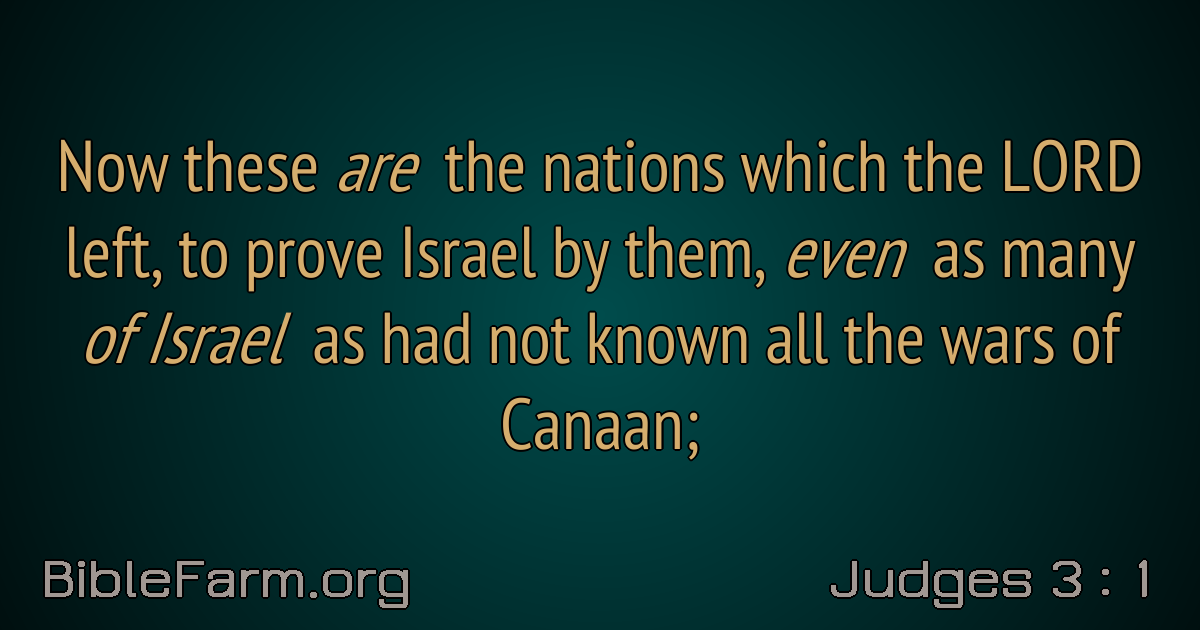 Now these are the nations which the LORD
left, to prove Israel by them, even as many
of Israel as had not known all the wars of
Canaan;
BibleFarm.org
Judges 3 : 1